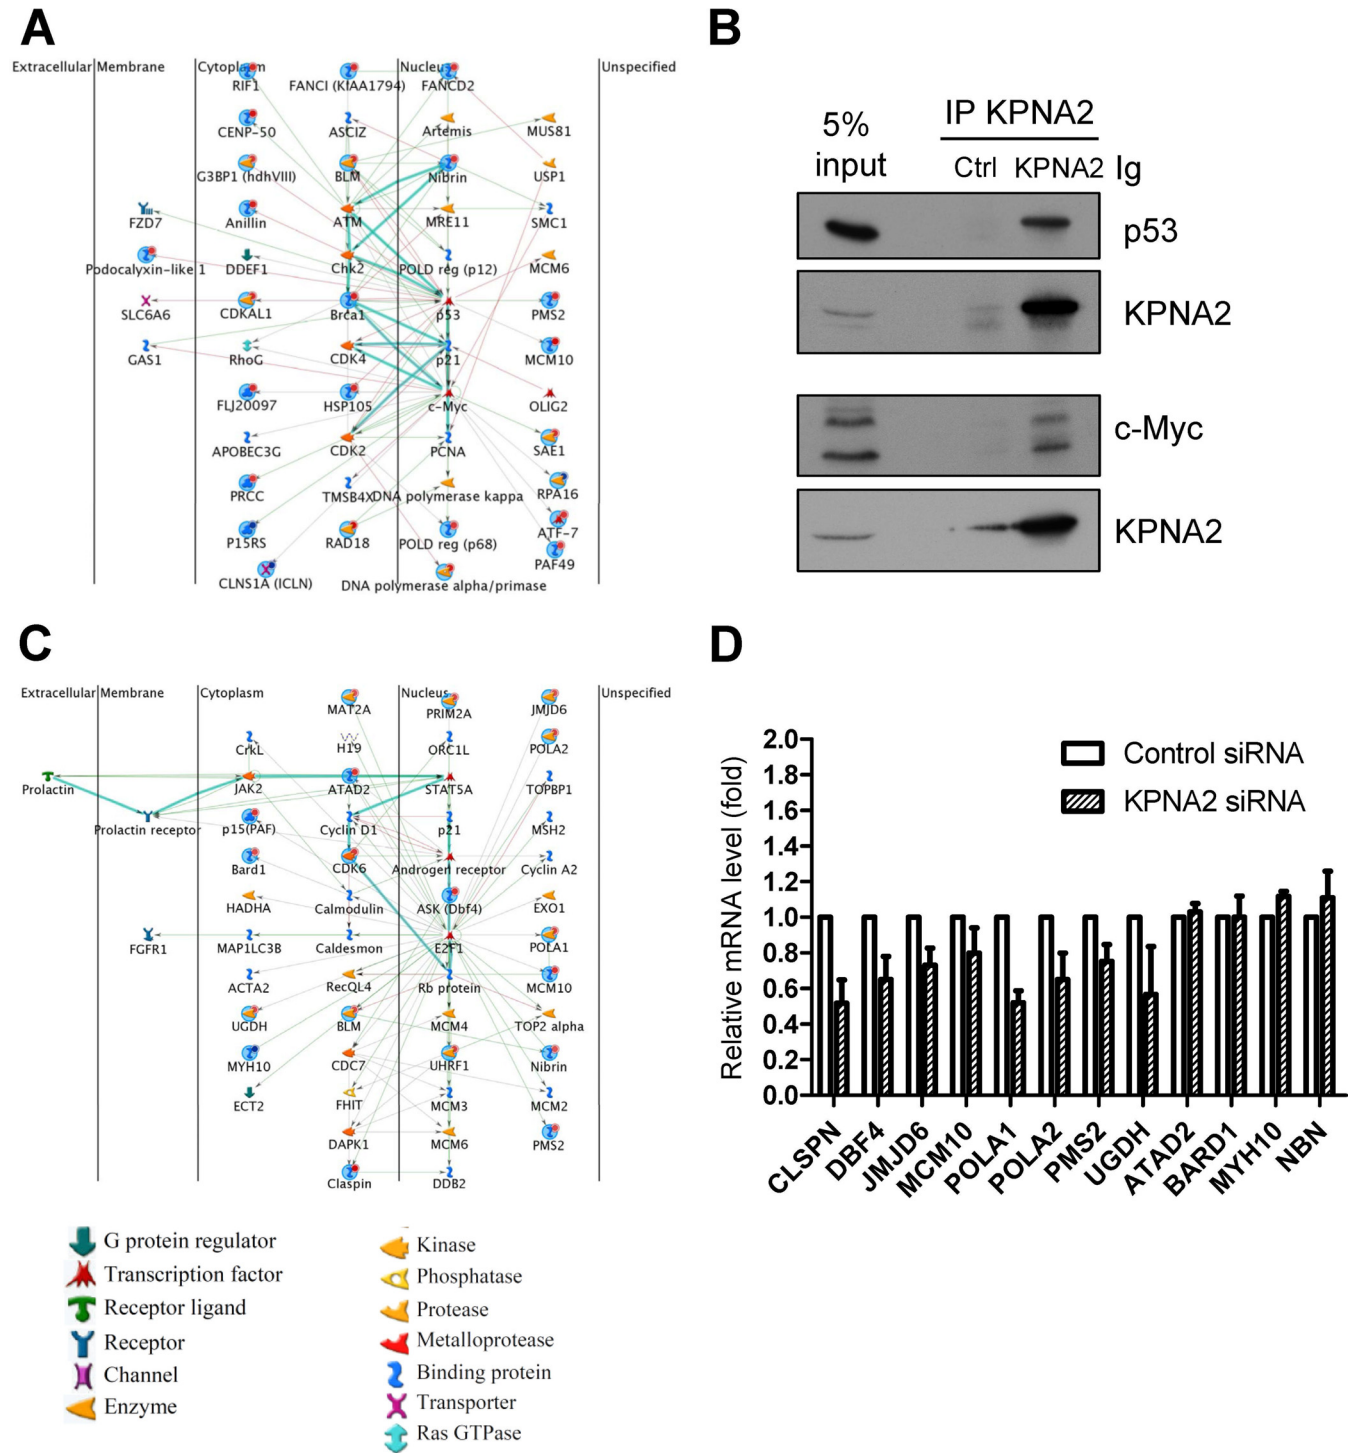 A
Extracellular Membrane Cytoplasm Nucleus Unspecified
RIF1 FANCI (KIAA1794) FANCD2
CENP-50 ASCIZ Artemis MUS81
G3BP1 (hdhVIII) BLM Nibrin USP1
FZD7 Anillin ATM MRE11 SMC1
Podocalyxin-like 1 DDEF1 Chk2 POLD reg (p12) MCM6
SLC6A6 CDKAL1 Brca1 p53 PMS2
GAS1 RhoG CDK4 p21 MCM10
FLJ20097 HSP105 c-Myc OLIG2
APOBEC3G CDK2 PCNA SAE1
PRCC TMSB4X DNA polymerase kappa RPA16
P15RS RAD18 POLD reg (p68) ATF-7
PAF49
CLNS1A (ICLN) DNA polymerase alpha/primase
B
IP KPNA2
5%
input Ctrl KPNA2 Ig
p53
KPNA2
c-Myc
KPNA2
C
Extracellular Membrane Cytoplasm Nucleus Unspecified
MAT2A PRIM2A JMJD6
CrkL H19 ORC1L POLA2
Prolactin JAK2 ATAD2 STAT5A TOPBP1
Prolactin receptor p15(PAF) Cyclin D1 p21 MSH2
Bard1 CDK6 Androgen receptor Cyclin A2
HADHA Calmodulin ASK (Dbf4) EXO1
FGFR1 MAP1LC3B Caldesmon E2F1 POLA1
ACTA2 RecQL4 Rb protein MCM10
UGDH BLM MCM4 TOP2 alpha
MYH10 CDC7 UHRF1 Nibrin
ECT2 FHIT MCM3 MCM2
DAPK1 MCM6 PMS2
Claspin DDB2
G protein regulator
Transcription factor
Receptor ligand
Receptor
Channel
Enzyme
Kinase
Phosphatase
Protease
Metalloprotease
Binding protein
Transporter
Ras GTPase
D
Control siRNA
KPNA2 siRNA
Relative mRNA level (fold)
2.0
1.8
1.6
1.4
1.2
1.0
0.8
0.6
0.4
0.2
0.0
CLSPN
DBF4
JMJD6
MCM10
POLA1
POLA2
PMS2
UGDH
ATAD2
BARD1
MYH10
NBN